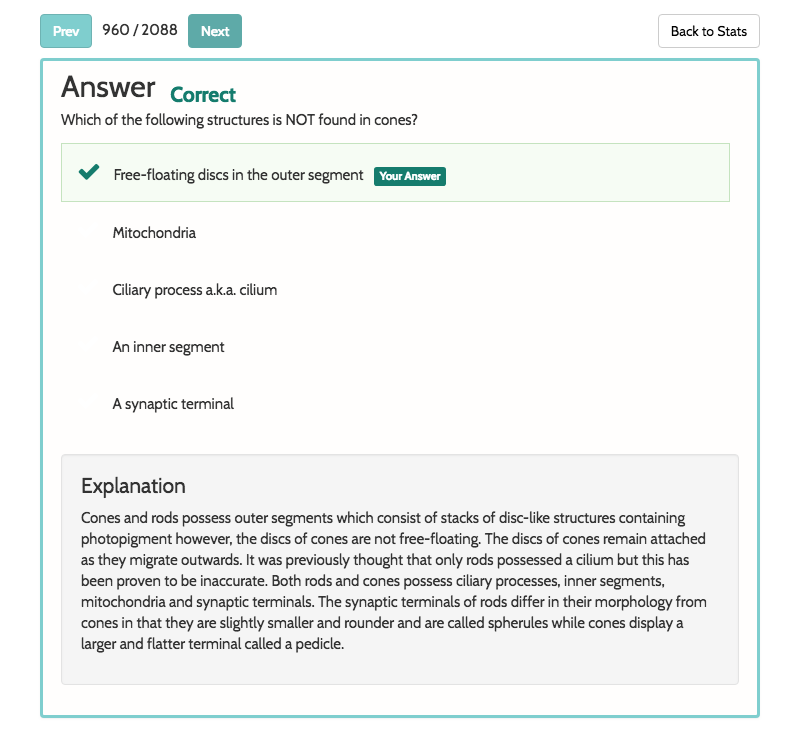 Prev 960 / 2088 Next Back to Stats
Answer Correct
Which of the following structures is NOT found in cones?
Free-floating discs in the outer segment Your Answer
Mitochondria
Ciliary process a.k.a. cilium
An inner segment
A synaptic terminal
Explanation
Cones and rods possess outer segments which consist of stacks of disc-like structures containing
photopigment however, the discs of cones are not free-floating. The discs of cones remain attached
as they migrate outwards. It was previously thought that only rods possessed a cilium but this has
been proven to be inaccurate. Both rods and cones possess ciliary processes, inner segments,
mitochondria and synaptic terminals. The synaptic terminals of rods differ in their morphology from
cones in that they are slightly smaller and rounder and are called spherules while cones display a
larger and flatter terminal called a pedicle.